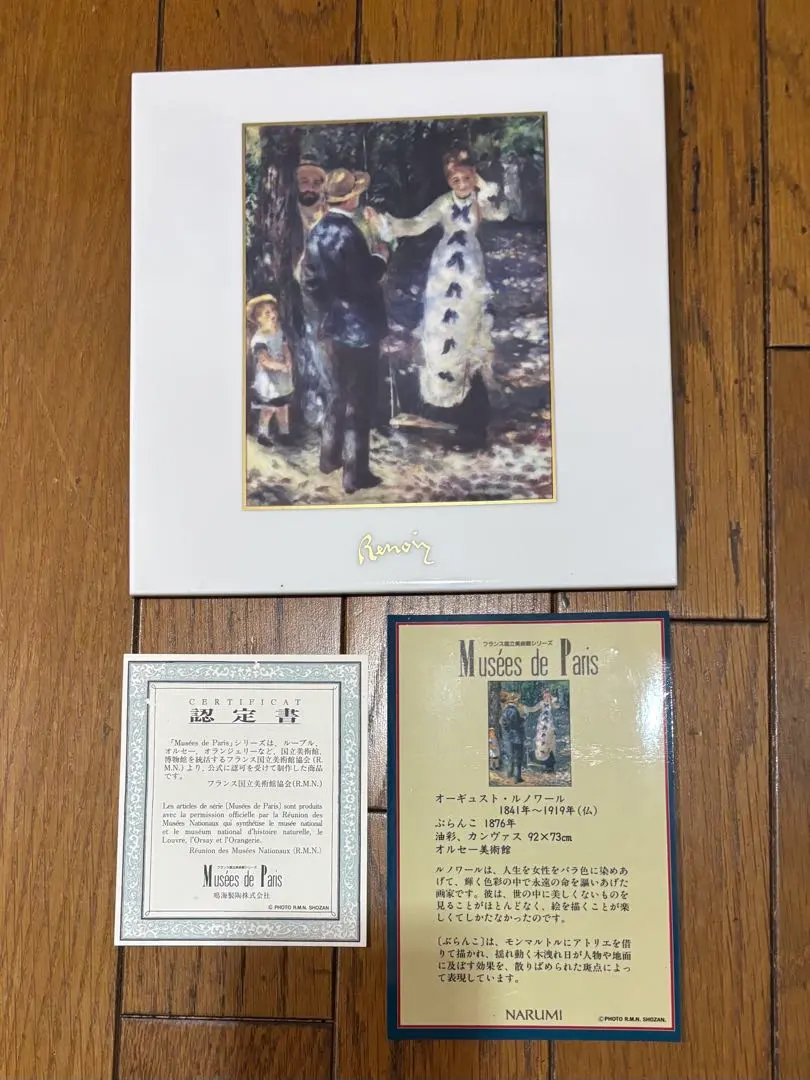 Renoir
CERTIFICAT
認定書
「Musées de Paris」シリーズは、ルーブル、
オルセー、オランジェリーなど、国立美術館、
博物館を統括するフランス国立美術館協会(R.
M.N.)より、公式に認可を受けて制作した商品
です。
フランス国立美術館協会(R.M.N.)
Les articles de série [Musées de Paris] sont produits
avec la permission officielle par la Réunion des
Musées Nationaux qui synthétise le musée national
et le muséum national d'histoire naturelle, le
Louvre, l'Orsay et l'Orangerie.
Réunion des Musées Nationaux (R.M.N.)
フランス国立美術館シリーズ
Musées de Paris
鳴海製陶株式会社
© PHOTO R.M.N. SHOZAN
フランス国立美術館シリーズ
Musées de Paris
オーギュスト・ルノワール
1841年〜1919年(仏)
ぶらんこ 1876年
油彩、カンヴァス 92×73cm
オルセー美術館
ルノワールは、人生を女性をバラ色に染めあ
げて、輝く色彩の中で永遠の命を謳いあげた
画家です。彼は、世の中に美しくないものを
見ることがほとんどなく、絵を描くことが楽
しくてしかたなかったのです。
〔ぶらんこ〕は、モンマルトルにアトリエを借
りて描かれ、揺れ動く木洩れ日が人物や地面
に及ぼす効果を、散りばめられた斑点によっ
て表現しています。
NARUMI
©PHOTO R.M.N. SHOZAN.